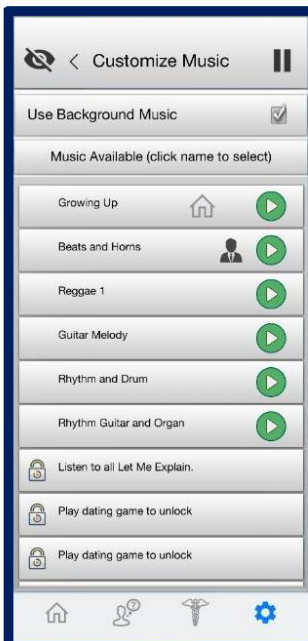 Customize Music
Use Background Music
Music Available (click name to select)
Growing Up
Beats and Horns
Reggae 1
Guitar Melody
Rhythm and Drum
Rhythm Guitar and Organ
Listen to all Let Me Explain.
Play dating game to unlock
Play dating game to unlock